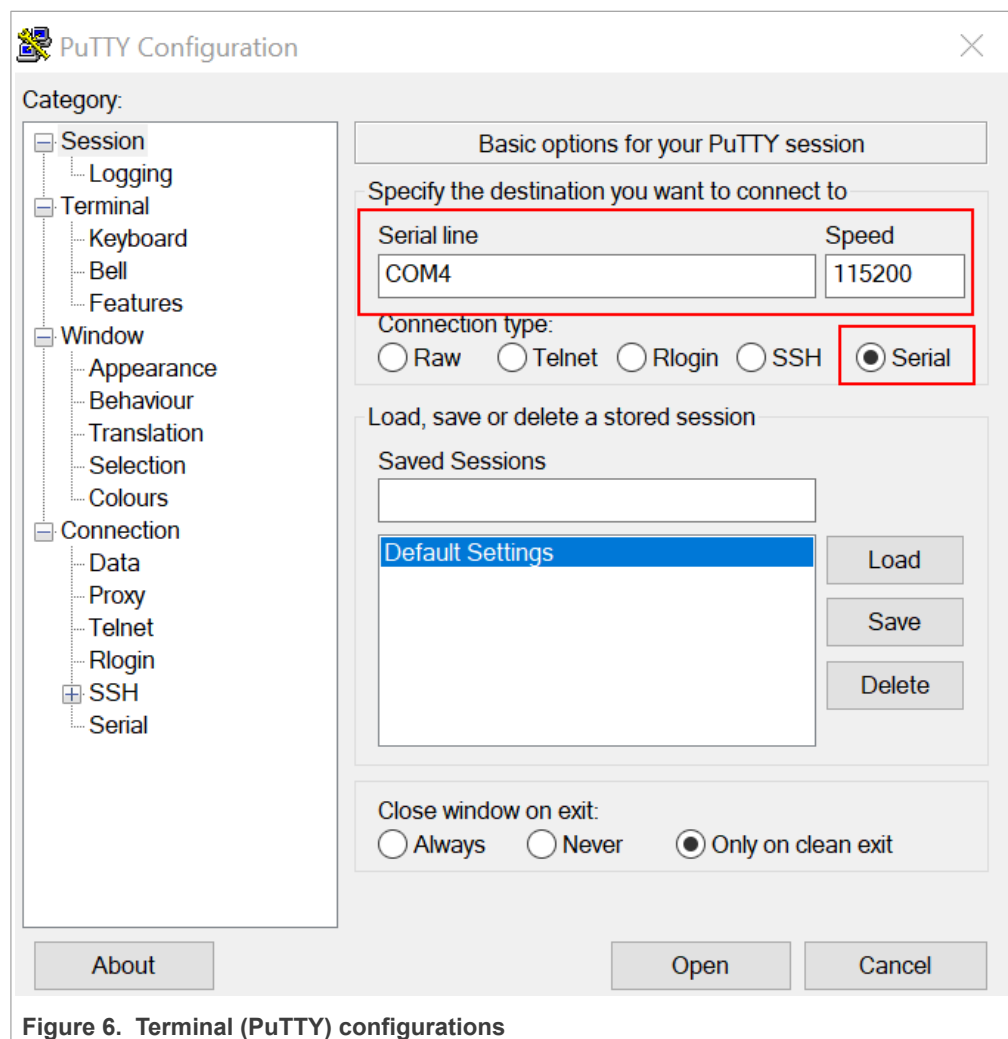 PuTTY Configuration
Category:
Session
Logging
Terminal
Keyboard
Bell
Features
Window
Appearance
Behaviour
Translation
Selection
Colours
Connection
Data
Proxy
Telnet
Rlogin
SSH
Serial
Basic options for your PuTTY session
Specify the destination you want to connect to
Serial line Speed
COM4 115200
Connection type:
Raw Telnet Rlogin SSH Serial
Load, save or delete a stored session
Saved Sessions
Default Settings
Load
Save
Delete
Close window on exit:
Always Never Only on clean exit
About Open Cancel
Figure 6. Terminal (PuTTY) configurations